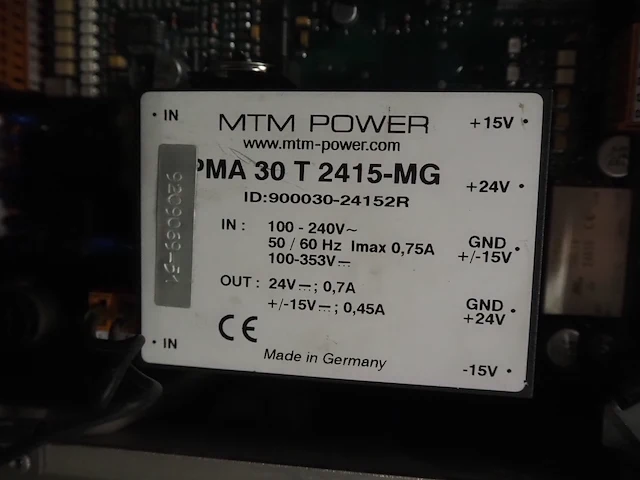 IN
MTM POWER
+15V
www.mtm-power.com
PMA 30 T 2415-MG
+24V
ID:900030-24152R
IN : 100 - 240V~
50 / 60 Hz Imax 0,75A
100-353V⎓
GND
+/-15V
OUT : 24V⎓; 0,7A
+/-15V⎓; 0,45A
GND
+24V
CE
IN
Made in Germany
-15V